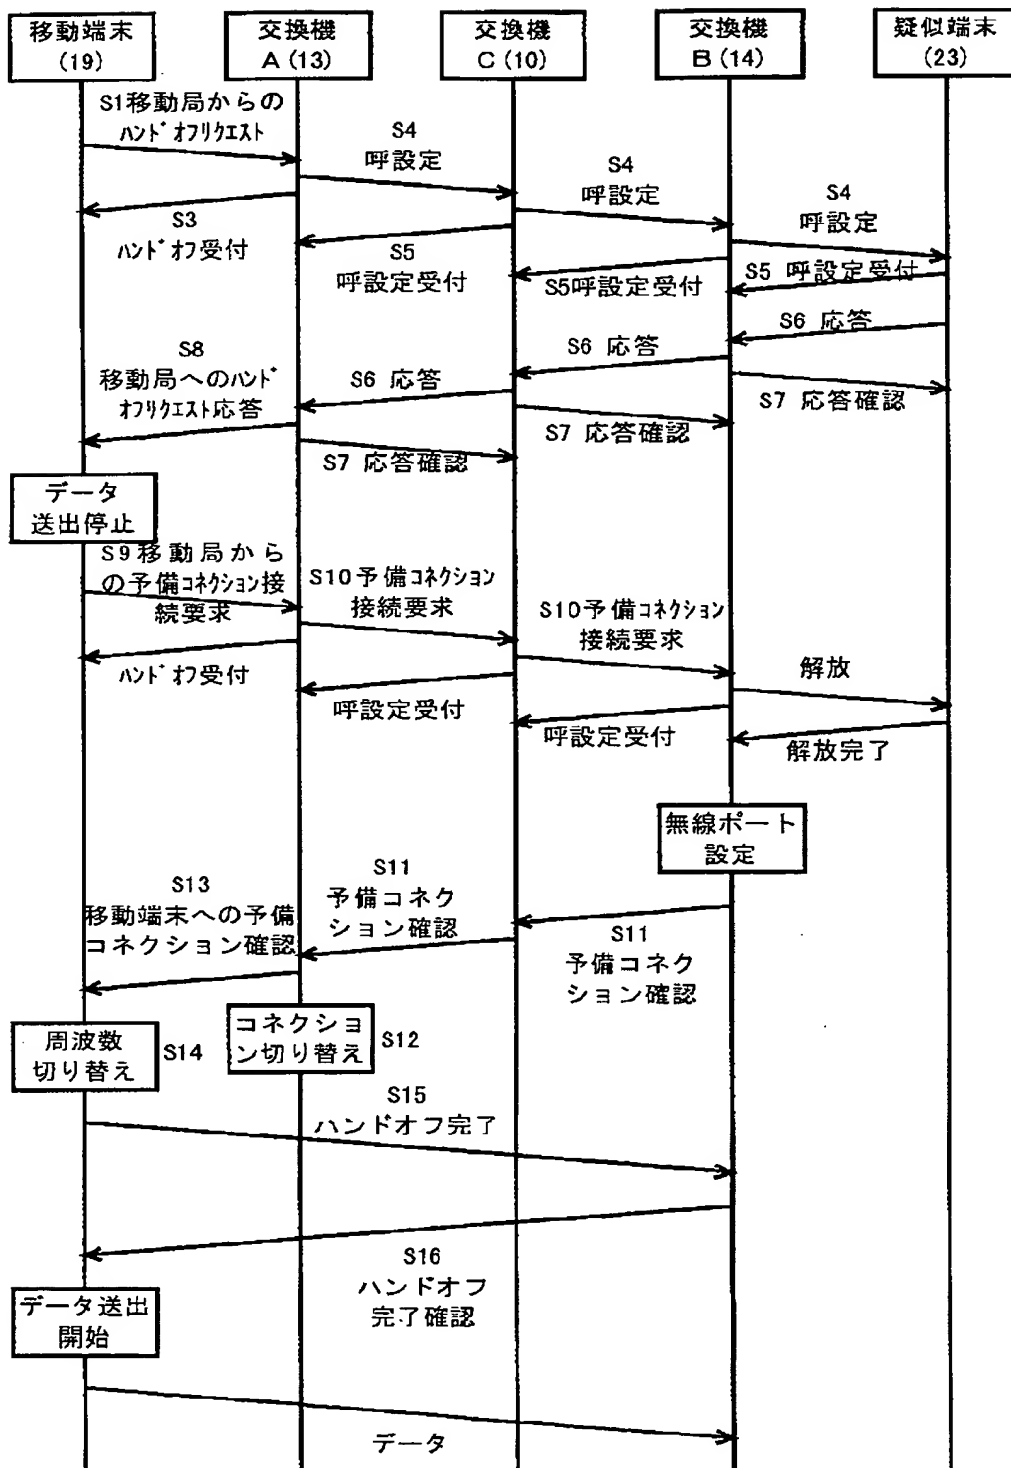 移動端末
(19)
交換機
A(13)
交換機
C(10)
交換機
B(14)
疑似端末
(23)
S1移動局からの
ハンドオフリクエスト
S4
呼設定
S4
呼設定
S4
呼設定
S3
ハンドオフ受付
S5
呼設定受付
S5呼設定受付
S5 呼設定受付
S6 応答
S6 応答
S6 応答
S8
移動局へのハンド
オフリクエスト応答
S7 応答確認
S7 応答確認
S7 応答確認
データ
送出停止
S9移動局から
の予備コネクション接
続要求
S10予備コネクション
接続要求
S10予備コネクション
接続要求
ハンドオフ受付
呼設定受付
呼設定受付
解放
解放完了
無線ポート
設定
S13
移動端末への予備
コネクション確認
S11
予備コネク
ション確認
S11
予備コネク
ション確認
周波数
切り替え
S14
コネクショ
ン切り替え
S12
S15
ハンドオフ完了
S16
ハンドオフ
完了確認
データ送出
開始
データ